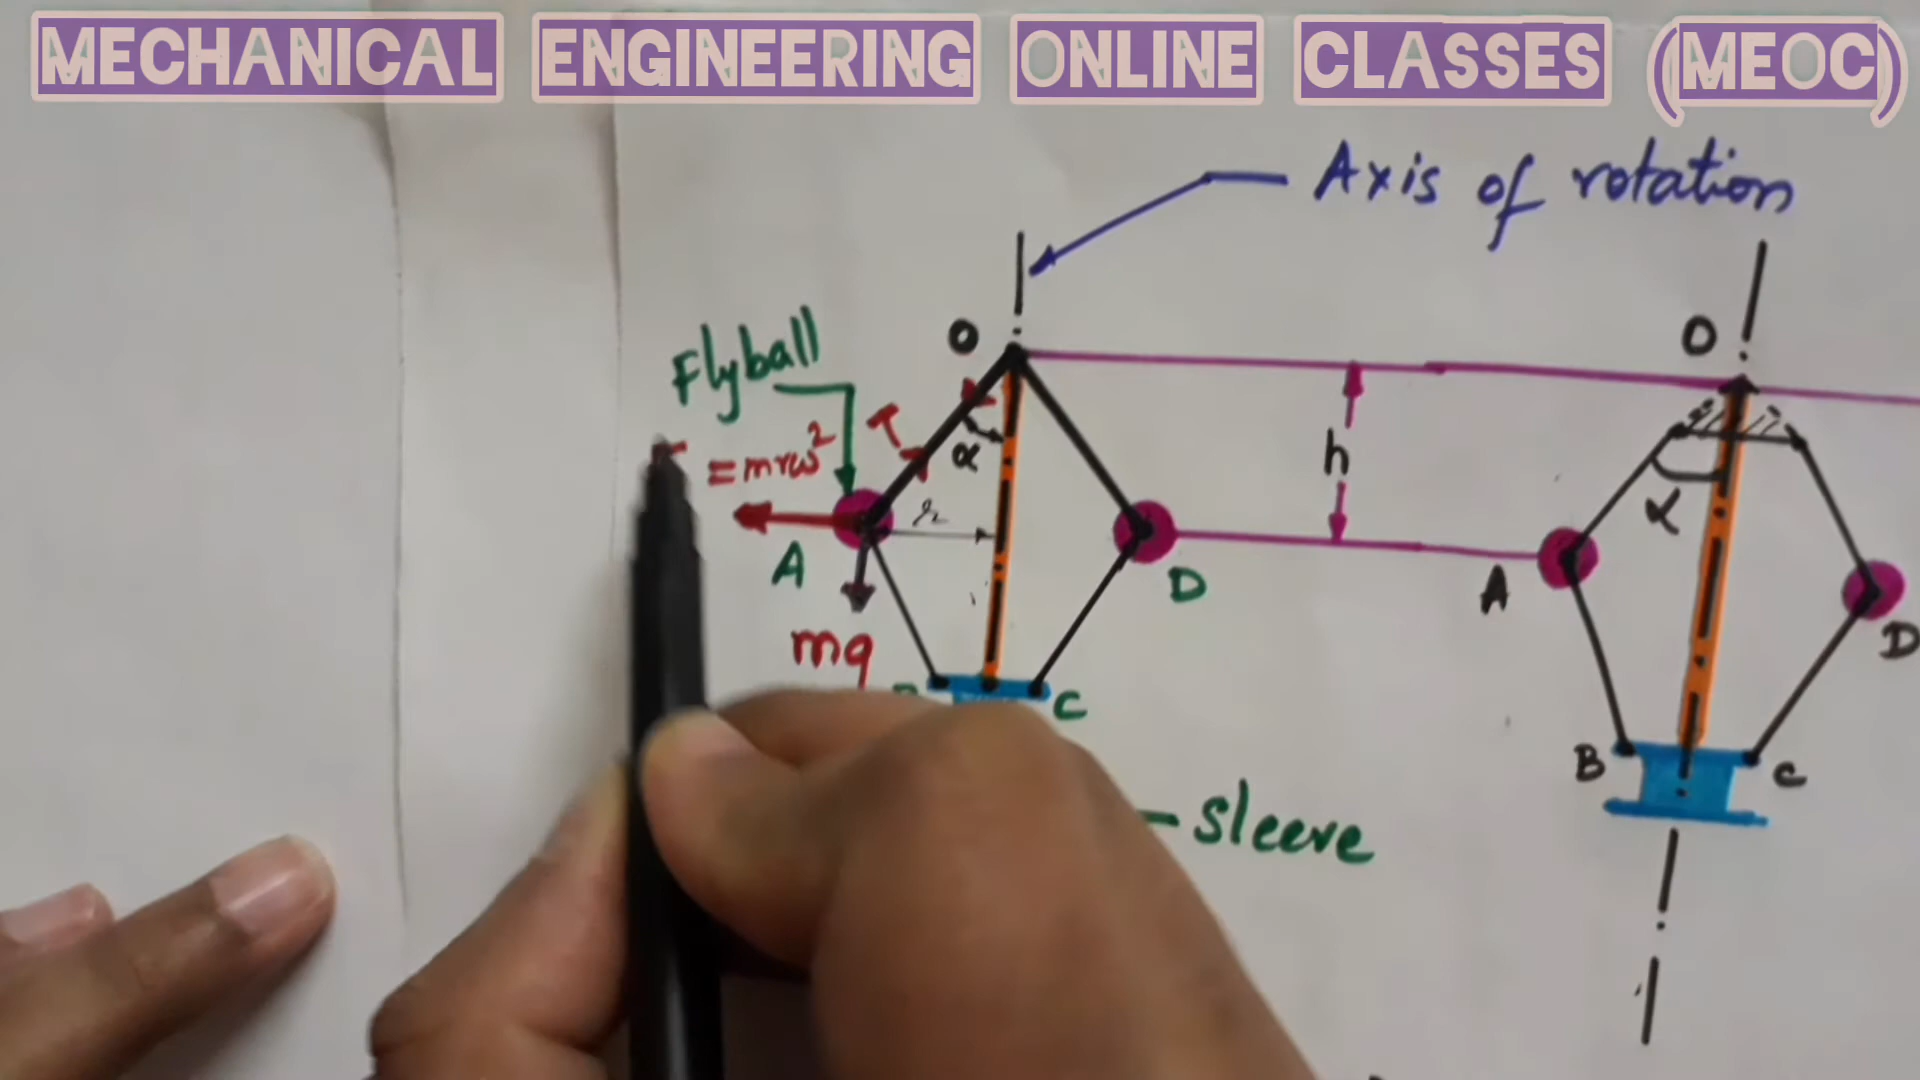 MECHANICAL ENGINEERING ONLINE CLASSES (MEOC)
Axis of rotation
O
O
Flyball
T
= mrω²
α
h
r
α
A
D
A
D
mg
C
B
C
sleeve